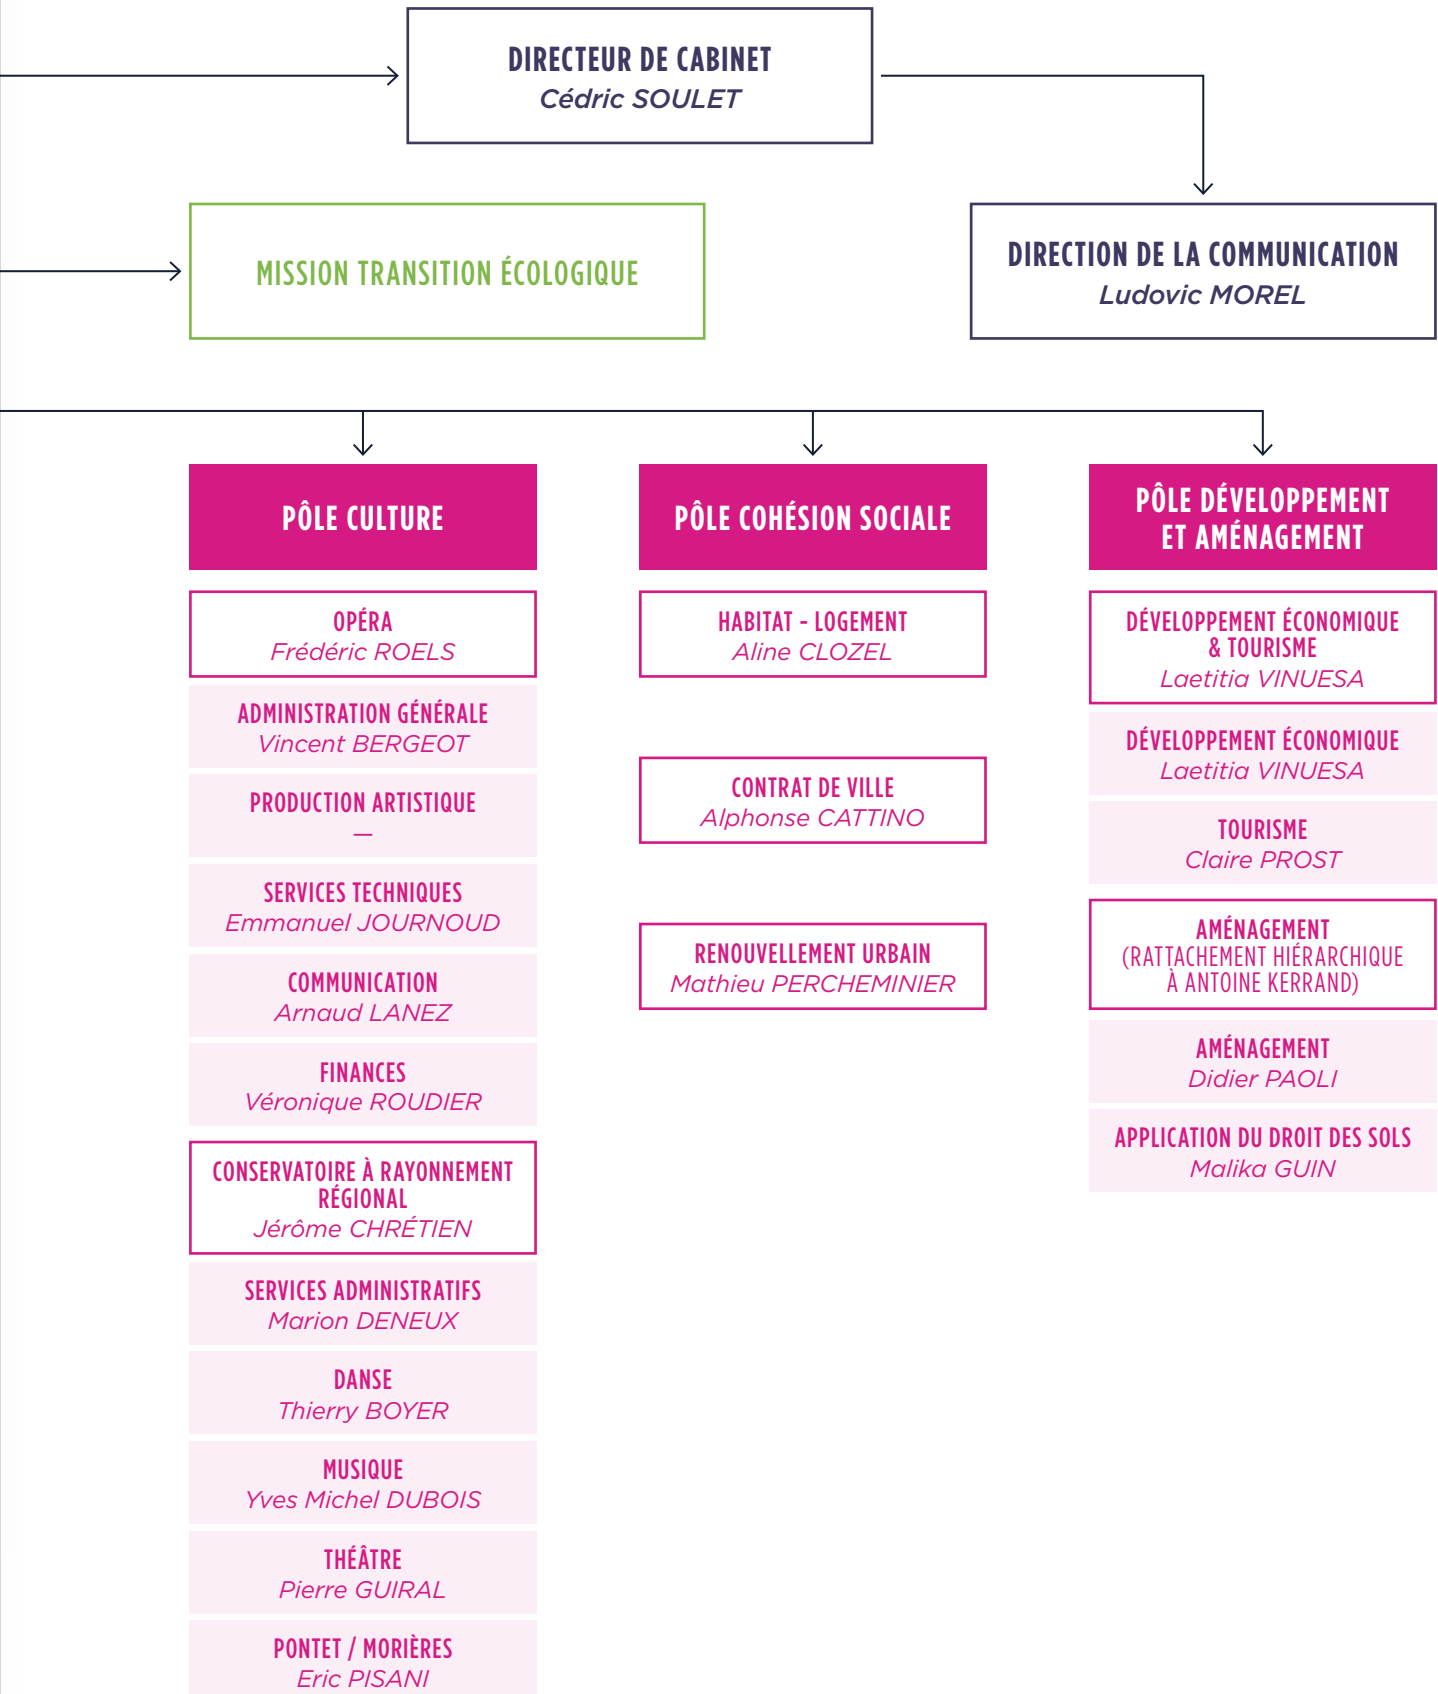 DIRECTEUR DE CABINET
Cédric SOULET
MISSION TRANSITION ÉCOLOGIQUE
DIRECTION DE LA COMMUNICATION
Ludovic MOREL
PÔLE CULTURE
OPÉRA
Frédéric ROELS
ADMINISTRATION GÉNÉRALE
Vincent BERGEOT
PRODUCTION ARTISTIQUE
—
SERVICES TECHNIQUES
Emmanuel JOURNOUD
COMMUNICATION
Arnaud LANEZ
FINANCES
Véronique ROUDIER
CONSERVATOIRE À RAYONNEMENT
RÉGIONAL
Jérôme CHRÉTIEN
SERVICES ADMINISTRATIFS
Marion DENEUX
DANSE
Thierry BOYER
MUSIQUE
Yves Michel DUBOIS
THÉÂTRE
Pierre GUIRAL
PONTET / MORIÈRES
Eric PISANI
PÔLE COHÉSION SOCIALE
HABITAT - LOGEMENT
Aline CLOZEL
CONTRAT DE VILLE
Alphonse CATTINO
RENOUVELLEMENT URBAIN
Mathieu PERCHEMINIER
PÔLE DÉVELOPPEMENT
ET AMÉNAGEMENT
DÉVELOPPEMENT ÉCONOMIQUE
& TOURISME
Laetitia VINUESA
DÉVELOPPEMENT ÉCONOMIQUE
Laetitia VINUESA
TOURISME
Claire PROST
AMÉNAGEMENT
(RATTACHEMENT HIÉRARCHIQUE
À ANTOINE KERRAND)
AMÉNAGEMENT
Didier PAOLI
APPLICATION DU DROIT DES SOLS
Malika GUIN